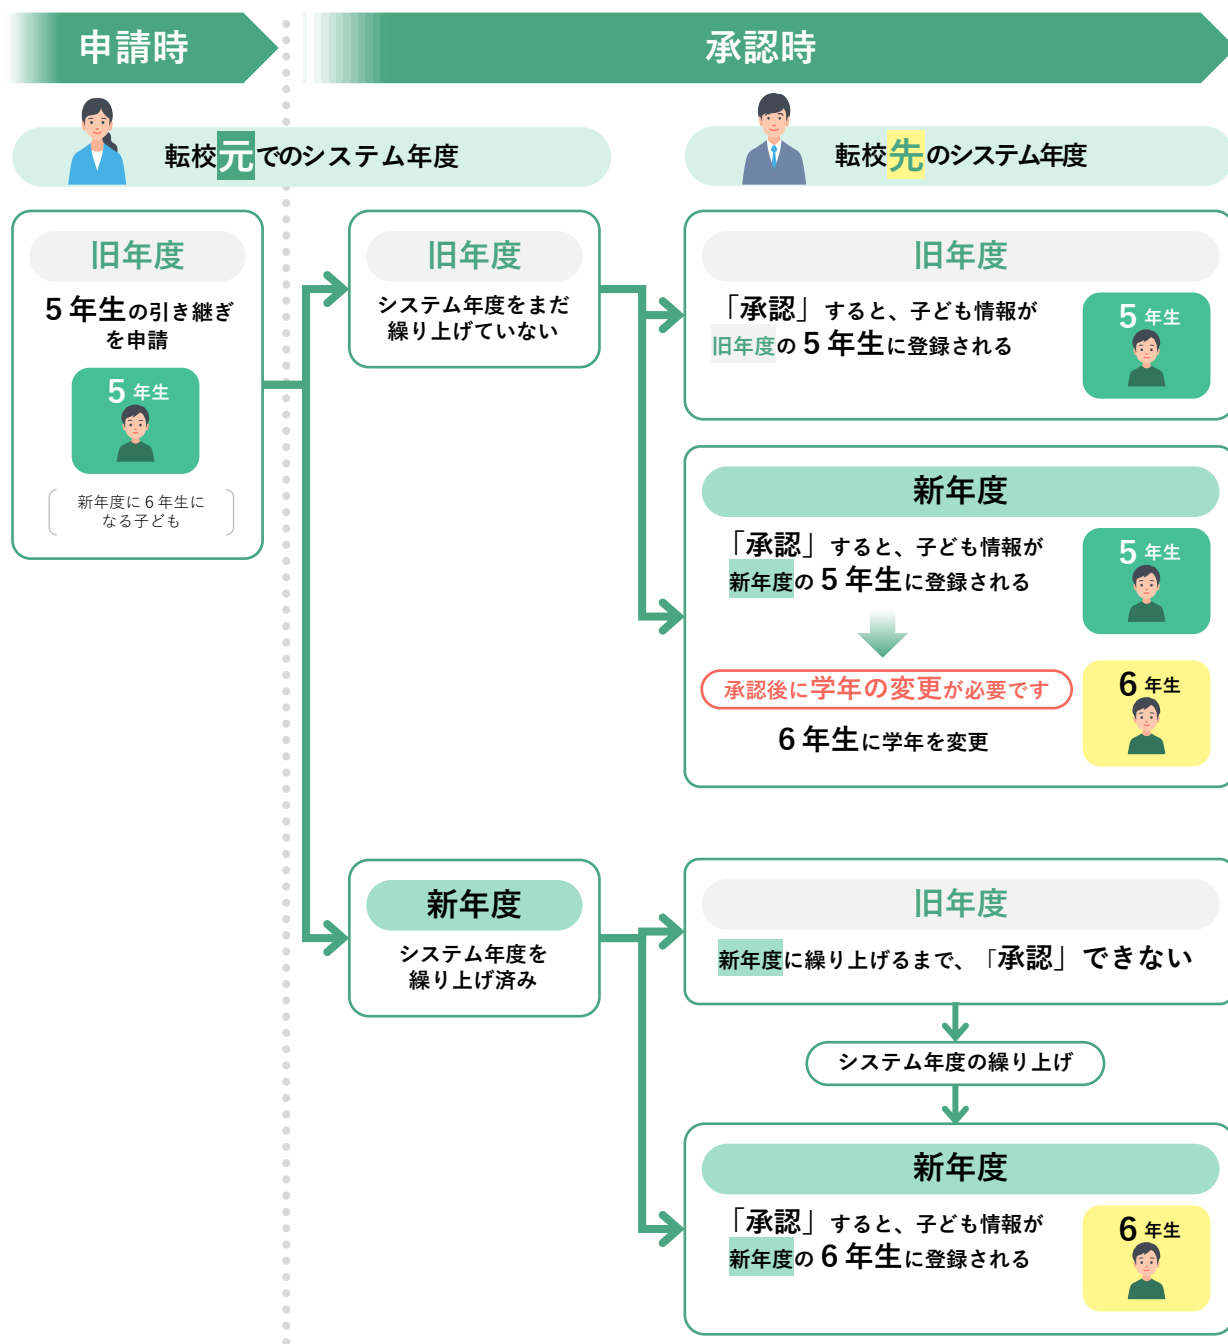 申請時
承認時
転校元でのシステム年度
転校先のシステム年度
旧年度
5年生の引き継ぎ
を申請
5年生
新年度に6年生に
なる子ども
旧年度
システム年度をまだ
繰り上げていない
旧年度
「承認」すると、子ども情報が
旧年度の5年生に登録される
5年生
新年度
「承認」すると、子ども情報が
新年度の5年生に登録される
5年生
承認後に学年の変更が必要です
6年生に学年を変更
6年生
新年度
システム年度を
繰り上げ済み
旧年度
新年度に繰り上げるまで、「承認」できない
システム年度の繰り上げ
新年度
「承認」すると、子ども情報が
新年度の6年生に登録される
6年生